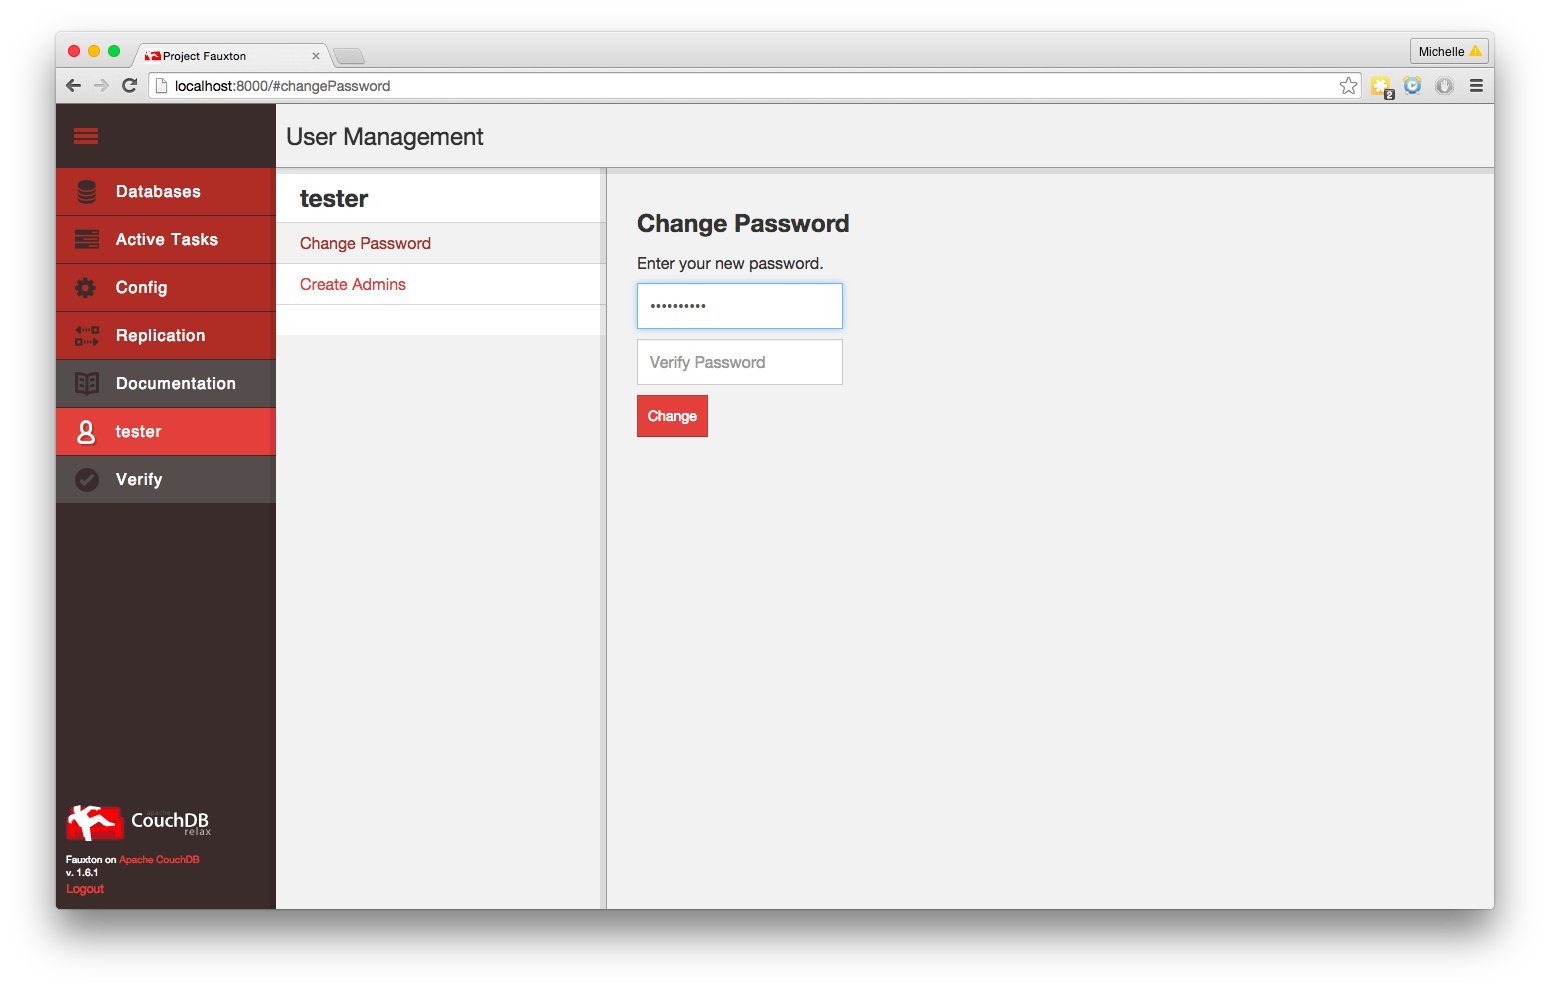 Project Fauxton
Michelle
localhost:8000/#changePassword
2
User Management
Databases
Active Tasks
Config
Replication
Documentation
tester
Verify
tester
Change Password
Create Admins
Change Password
Enter your new password.
••••••••••
Verify Password
Change
apache
CouchDB
relax
Fauxton on Apache CouchDB
v. 1.6.1
Logout